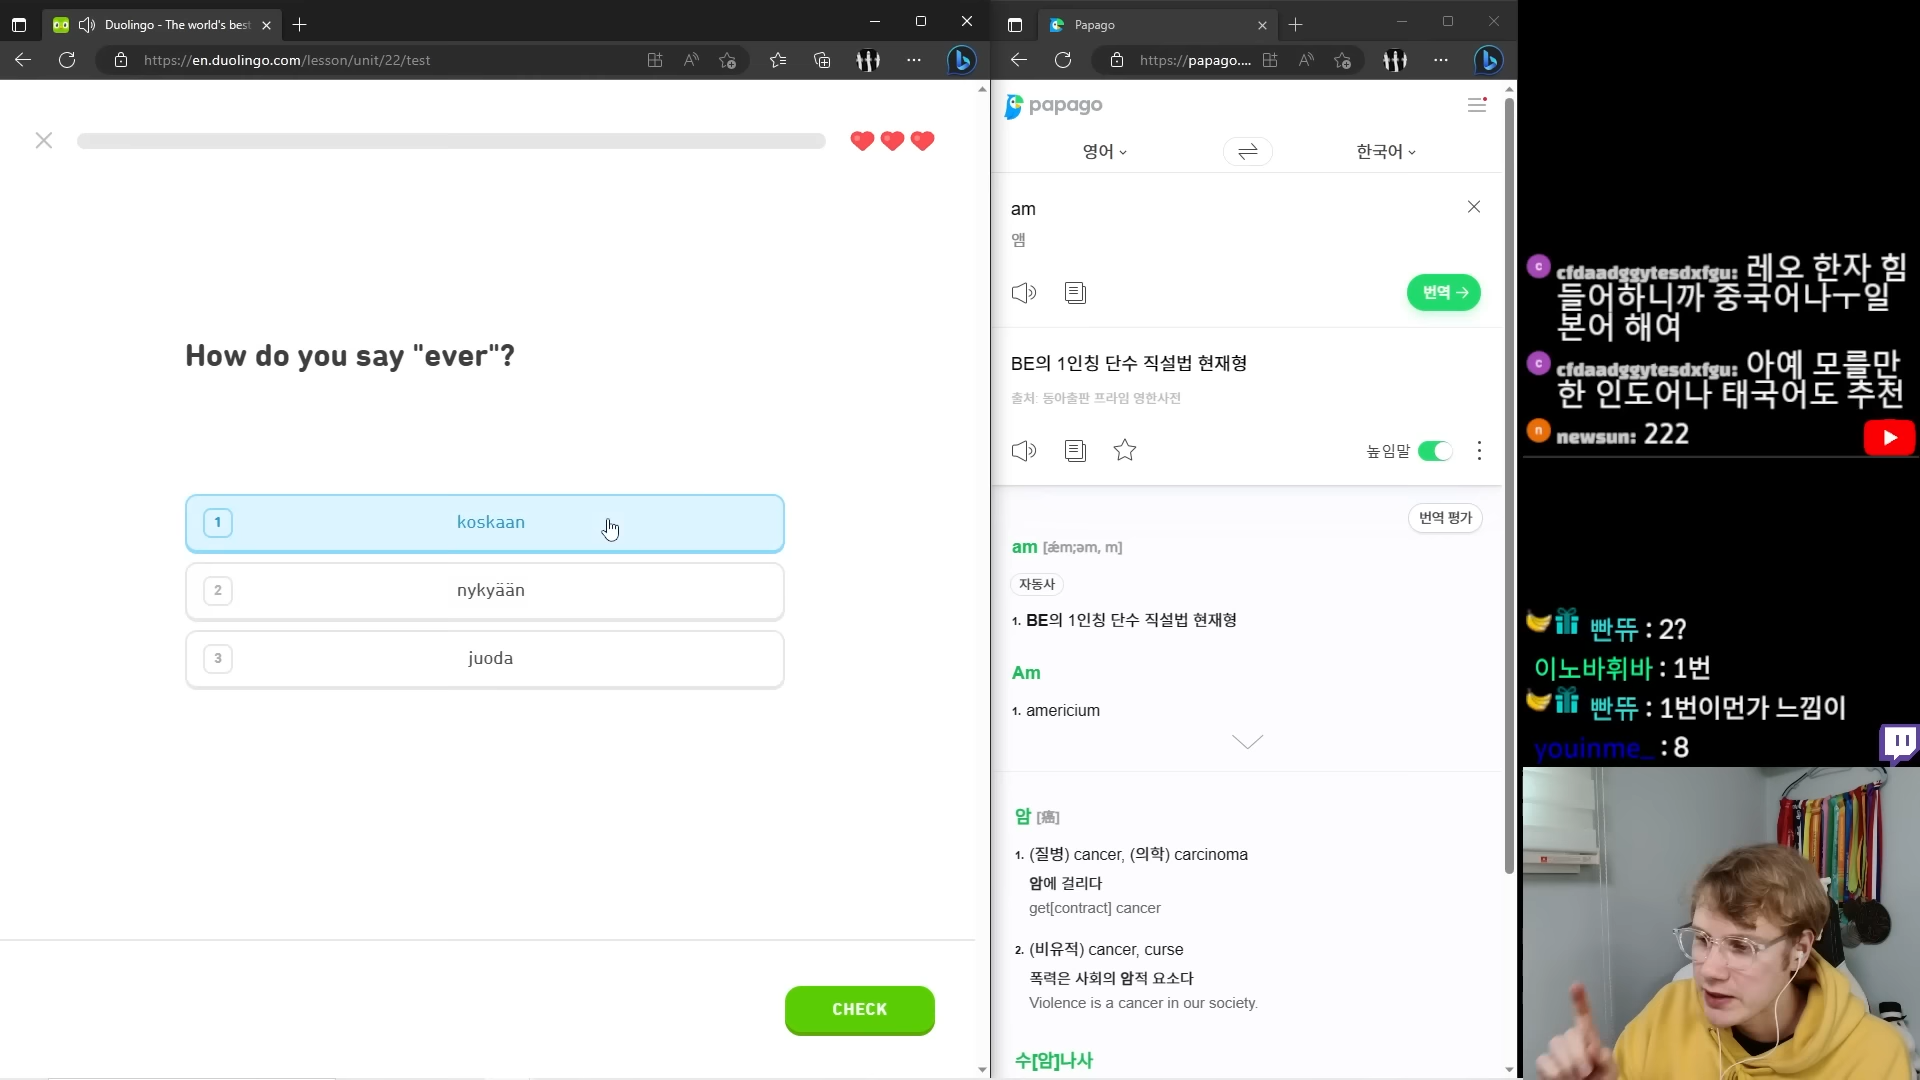 Duolingo - The world's best
https://en.duolingo.com/lesson/unit/22/test
How do you say "ever"?
1 koskaan
2 nykyään
3 juoda
CHECK
Papago
https://papago....
papago
영어
한국어
am
앰
번역
BE의 1인칭 단수 직설법 현재형
출처: 동아출판 프라임 영한사전
높임말
번역 평가
am [ǽm;əm, m]
자동사
1. BE의 1인칭 단수 직설법 현재형
Am
1. americium
암 [癌]
1. (질병) cancer, (의학) carcinoma
암에 걸리다
get[contract] cancer
2. (비유적) cancer, curse
폭력은 사회의 암적 요소다
Violence is a cancer in our society.
수[암]나사
c cfdaadggytesdxfgu: 레오 한자 힘
들어하니까 중국어나ㅜ일
본어 해여
c cfdaadggytesdxfgu: 아예 모를만
한 인도어나 태국어도 추천
n newsun: 222
빤뜌 : 2?
이노바휘바 : 1번
빤뜌 : 1번이먼가 느낌이
youinme_ : 8